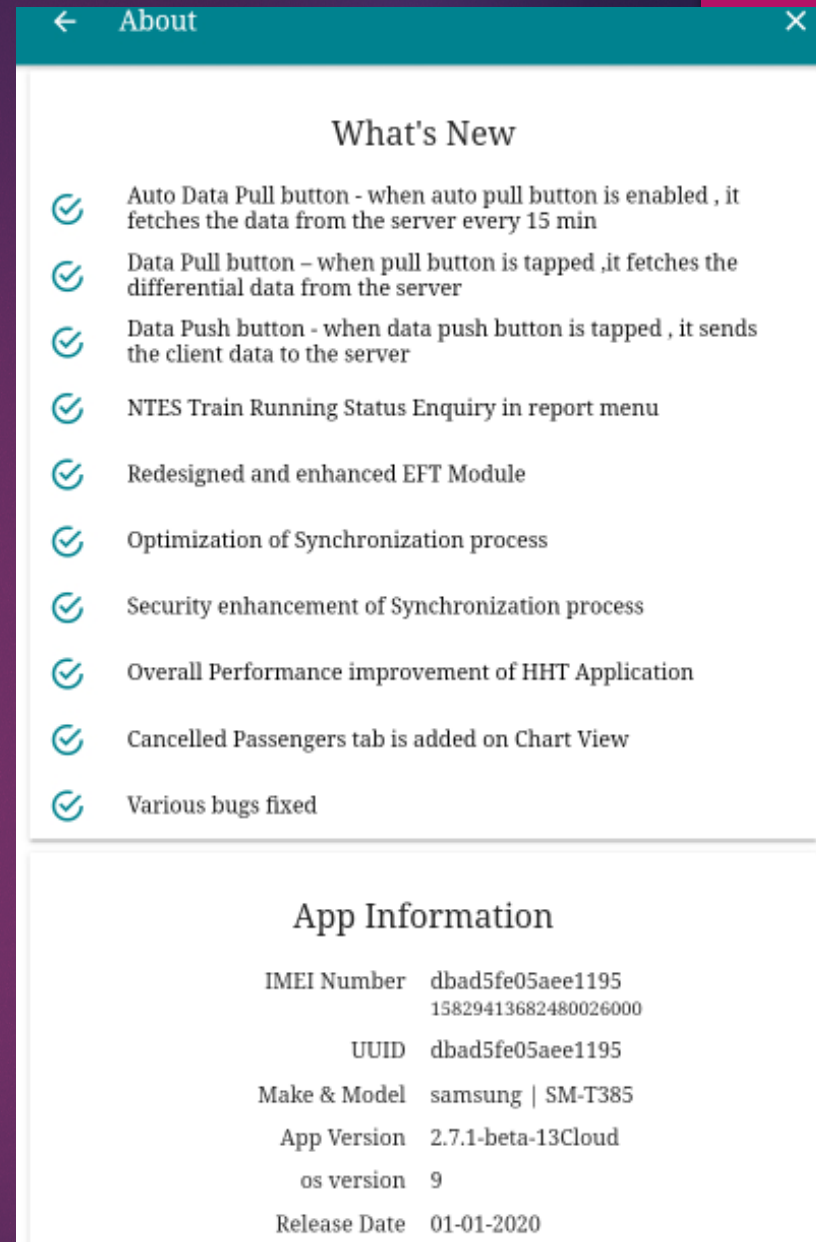 About
What's New
Auto Data Pull button - when auto pull button is enabled , it
fetches the data from the server every 15 min
Data Pull button – when pull button is tapped ,it fetches the
differential data from the server
Data Push button - when data push button is tapped , it sends
the client data to the server
NTES Train Running Status Enquiry in report menu
Redesigned and enhanced EFT Module
Optimization of Synchronization process
Security enhancement of Synchronization process
Overall Performance improvement of HHT Application
Cancelled Passengers tab is added on Chart View
Various bugs fixed
App Information
IMEI Number dbad5fe05aee1195
15829413682480026000
UUID dbad5fe05aee1195
Make & Model samsung | SM-T385
App Version 2.7.1-beta-13Cloud
os version 9
Release Date 01-01-2020